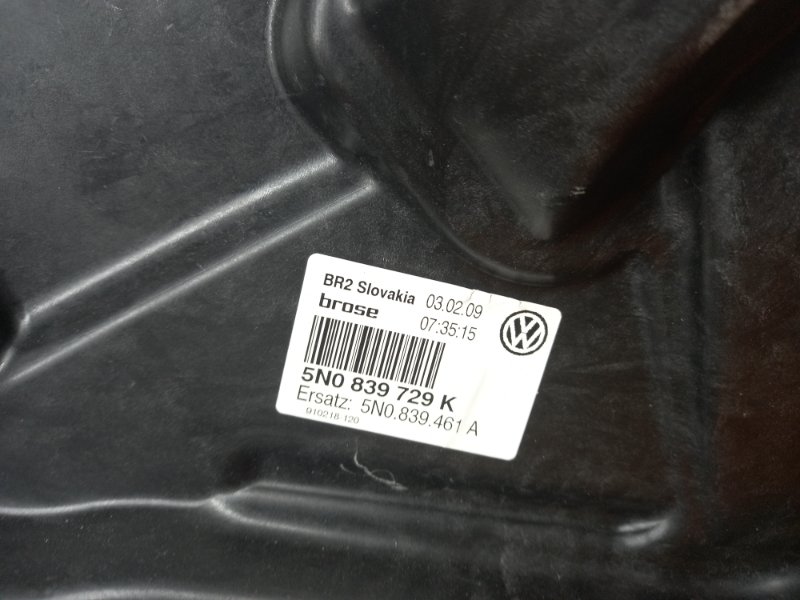 BR2 Slovakia 03.02.09
brose 07:35:15
5N0 839 729 K
Ersatz: 5N0.839.461 A
910218-120